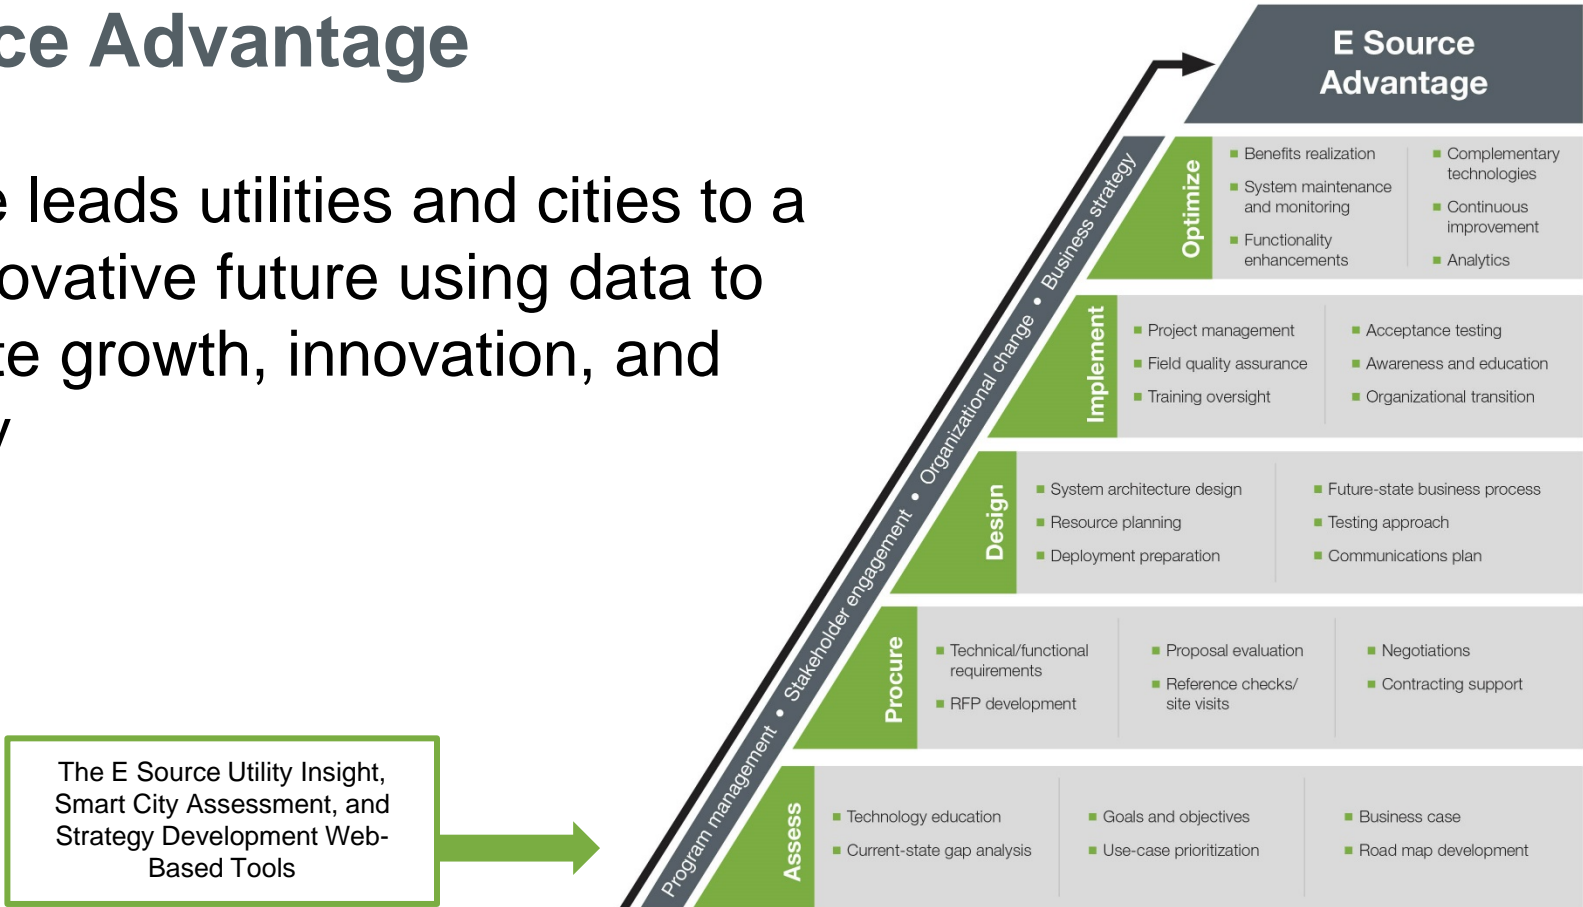 ce Advantage
e leads utilities and cities to a
novative future using data to
te growth, innovation, and
y
The E Source Utility Insight,
Smart City Assessment, and
Strategy Development Web-
Based Tools
Program management • Stakeholder engagement • Organizational change • Business strategy
E Source
Advantage
Optimize
Benefits realization
System maintenance
and monitoring
Functionality
enhancements
Complementary
technologies
Continuous
improvement
Analytics
Implement
Project management
Field quality assurance
Training oversight
Acceptance testing
Awareness and education
Organizational transition
Design
System architecture design
Resource planning
Deployment preparation
Future-state business process
Testing approach
Communications plan
Procure
Technical/functional
requirements
RFP development
Proposal evaluation
Reference checks/
site visits
Negotiations
Contracting support
Assess
Technology education
Current-state gap analysis
Goals and objectives
Use-case prioritization
Business case
Road map development